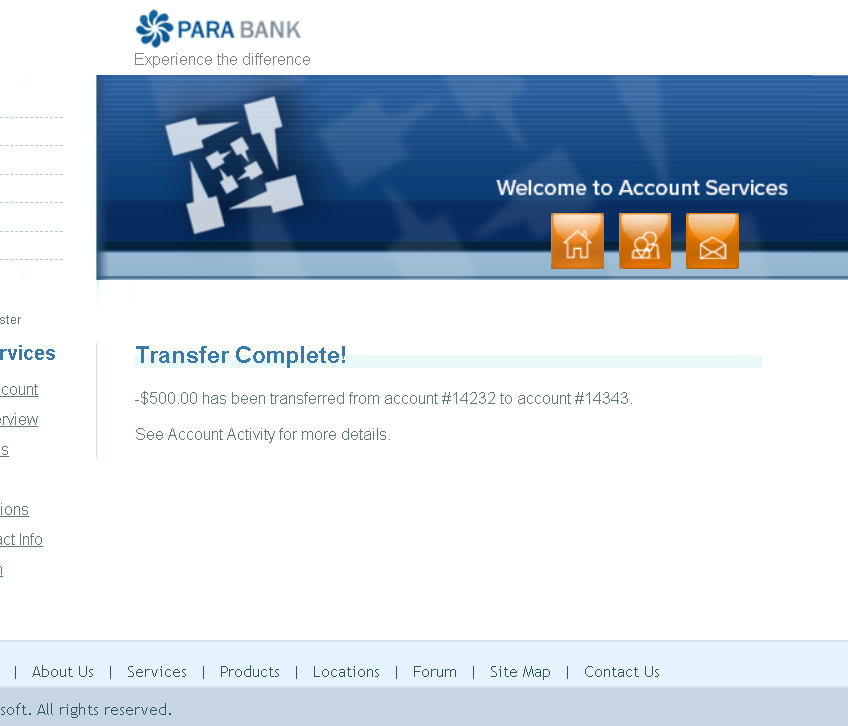 PARA BANK
Experience the difference
Welcome to Account Services
ster
rvices
count
erview
s
ions
act Info
n
Transfer Complete!
-$500.00 has been transferred from account #14232 to account #14343.
See Account Activity for more details.
| About Us | Services | Products | Locations | Forum | Site Map | Contact Us
soft. All rights reserved.